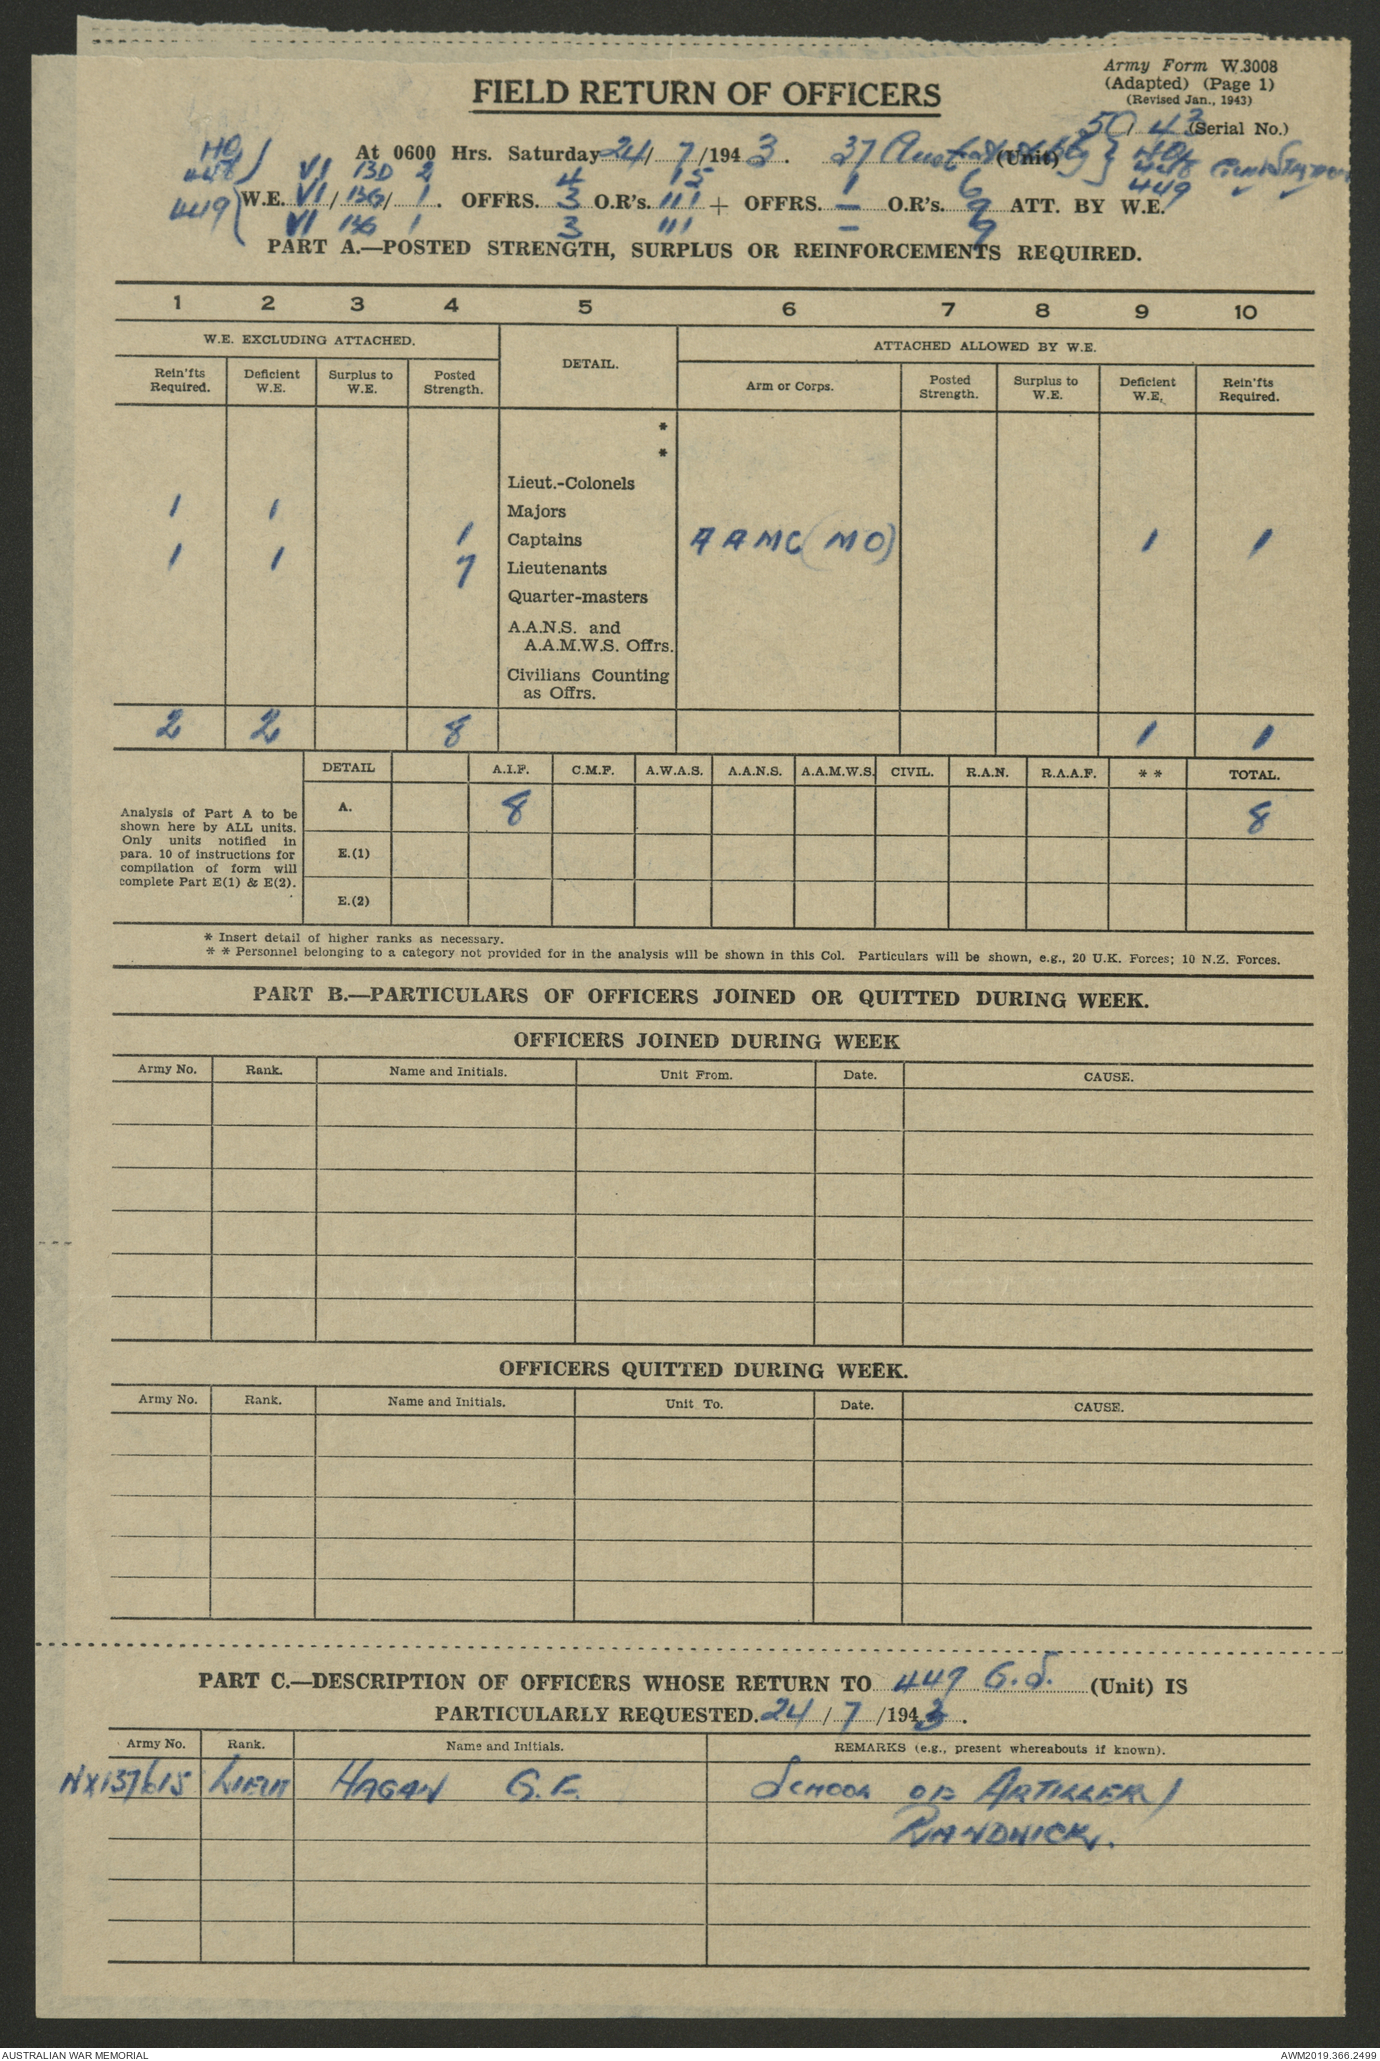 Army Form W.3008
(Adapted) (Page 1)
(Revised Jan., 1943)
FIELD RETURN OF OFFICERS
50/43 (Serial No.)
HQ
448
449
At 0600 Hrs. Saturday 24/7/1943. 37 Aust (Unit)
448
449
VI 13D 2 4 15 1 6
W.E. VI/13G/1. OFFRS. 3 O.R's. 111 + OFFRS. — O.R's. 9 ATT. BY W.E.
VI 13G 1 3 111 — 9
PART A.—POSTED STRENGTH, SURPLUS OR REINFORCEMENTS REQUIRED.
1 2 3 4 5 6 7 8 9 10
W.E. EXCLUDING ATTACHED. DETAIL. ATTACHED ALLOWED BY W.E.
Rein'fts Required. Deficient W.E. Surplus to W.E. Posted Strength. Arm or Corps. Posted Strength. Surplus to W.E. Deficient W.E. Rein'fts Required.
*
*
Lieut.-Colonels
1 1 Majors
1 Captains A A M C (M O) 1 1
1 1 7 Lieutenants
Quarter-masters
A.A.N.S. and
A.A.M.W.S. Offrs.
Civilians Counting
as Offrs.
2 2 8 1 1
DETAIL A.I.F. C.M.F. A.W.A.S. A.A.N.S. A.A.M.W.S. CIVIL. R.A.N. R.A.A.F. * * TOTAL.
A. 8 8
E.(1)
E.(2)
Analysis of Part A to be
shown here by ALL units.
Only units notified in
para. 10 of instructions for
compilation of form will
complete Part E(1) & E(2).
* Insert detail of higher ranks as necessary.
* * Personnel belonging to a category not provided for in the analysis will be shown in this Col. Particulars will be shown, e.g., 20 U.K. Forces; 10 N.Z. Forces.
PART B.—PARTICULARS OF OFFICERS JOINED OR QUITTED DURING WEEK.
OFFICERS JOINED DURING WEEK
Army No. Rank. Name and Initials. Unit From. Date. CAUSE.
OFFICERS QUITTED DURING WEEK.
Army No. Rank. Name and Initials. Unit To. Date. CAUSE.
PART C.—DESCRIPTION OF OFFICERS WHOSE RETURN TO 449 G.S. (Unit) IS
PARTICULARLY REQUESTED. 24/7/1943.
Army No. Rank. Name and Initials. REMARKS (e.g., present whereabouts if known).
NX137615 LIEUT HAGAN G.F. SCHOOL OF ARTILLERY
RANDWICK.
AUSTRALIAN WAR MEMORIAL
AWM2019.366.2499